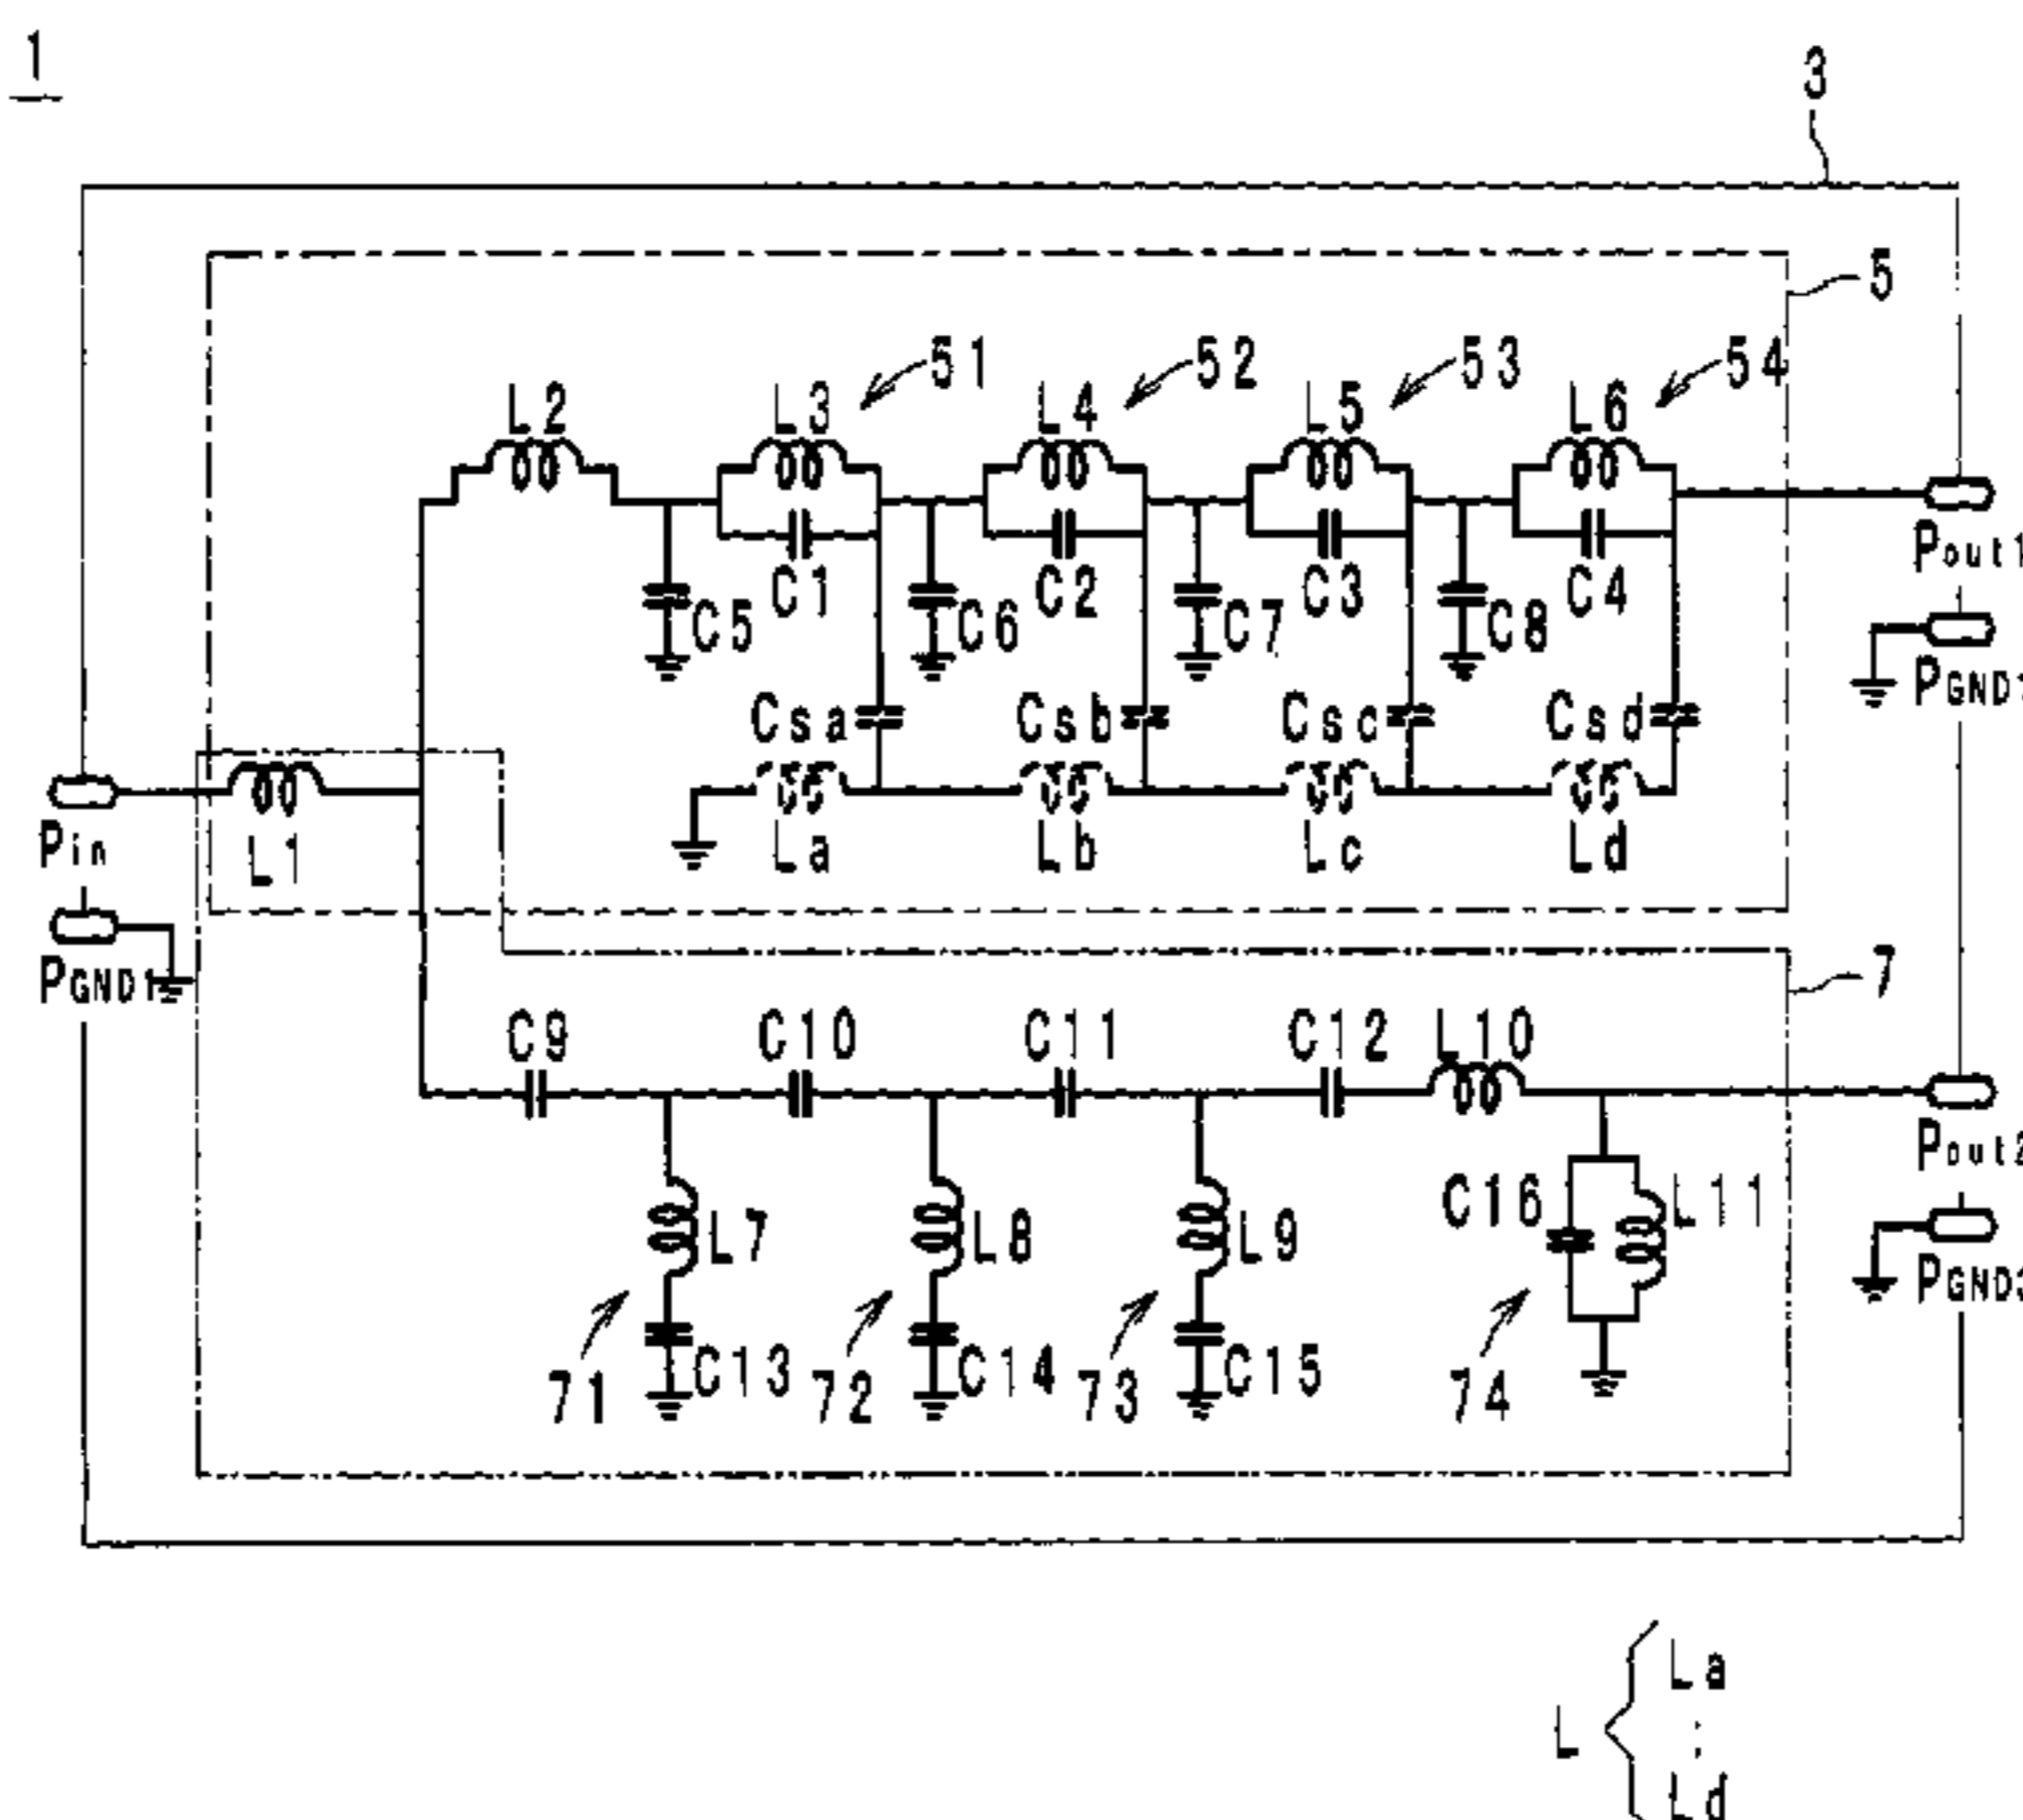 1
3
5
51 52 53 54
L2 L3 L4 L5 L6
Pout1
C1 C2 C3 C4
C5 C6 C7 C8
Csa Csb Csc Csd
La Lb Lc Ld
L1
Pin
PGND1
7
C9 C10 C11 C12 L10
Pout2
C16 L11
L7 L8 L9
C13 C14 C15
71 72 73 74
L
La
:
Ld